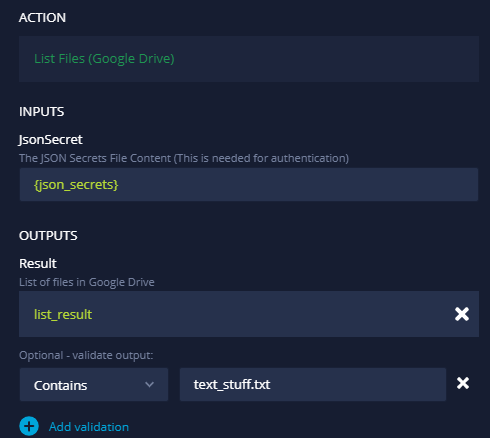 ACTION
List Files (Google Drive)
INPUTS
JsonSecret
The JSON Secrets File Content (This is needed for authentication)
{json_secrets}
OUTPUTS
Result
List of files in Google Drive
list_result
Optional - validate output:
Contains text_stuff.txt
Add validation